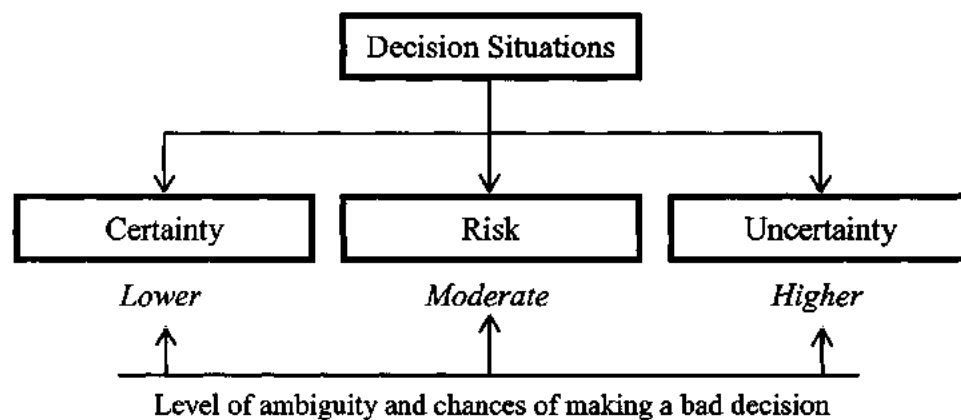 Decision Situations
Certainty Risk Uncertainty
Lower Moderate Higher
Level of ambiguity and chances of making a bad decision